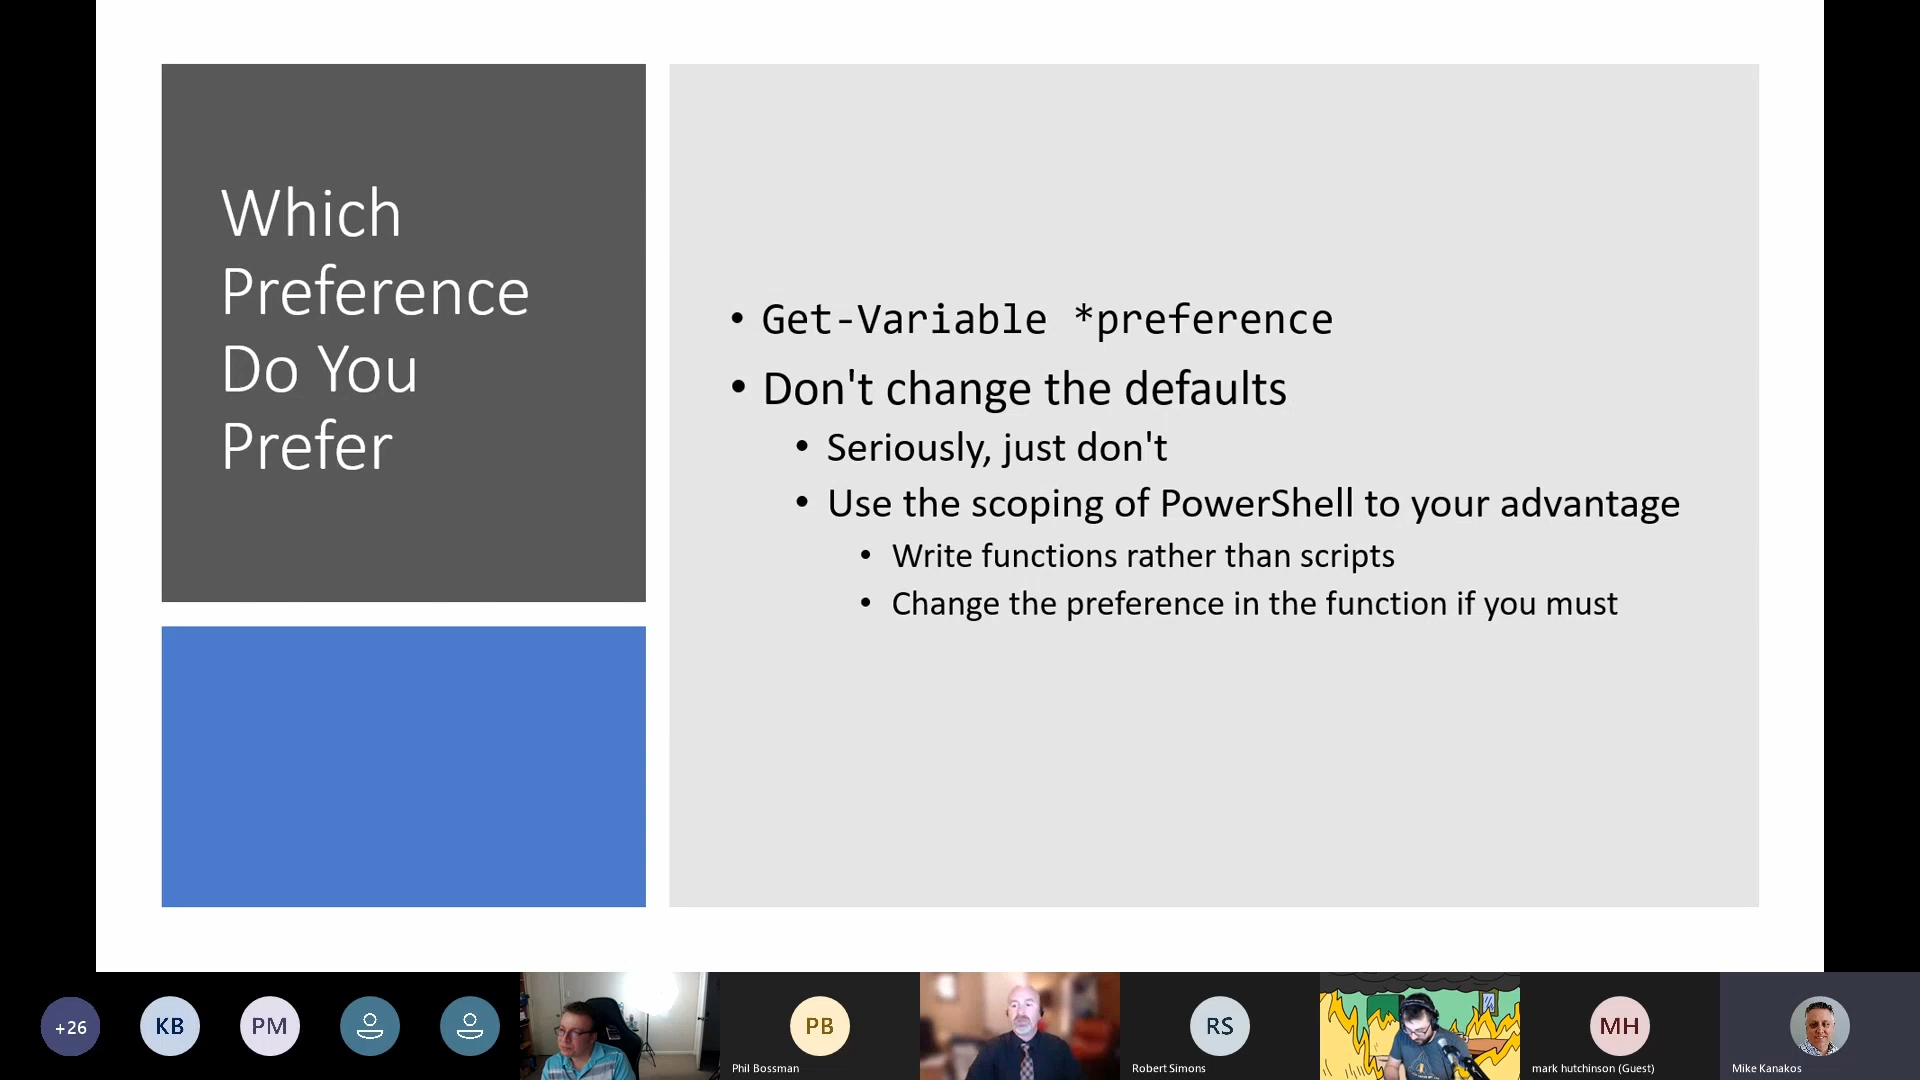 Which
Preference
Do You
Prefer
• Get-Variable *preference
• Don't change the defaults
• Seriously, just don't
• Use the scoping of PowerShell to your advantage
• Write functions rather than scripts
• Change the preference in the function if you must
+26
KB
PM
PB
Phil Bossman
RS
Robert Simons
MH
mark hutchinson (Guest)
Mike Kanakos